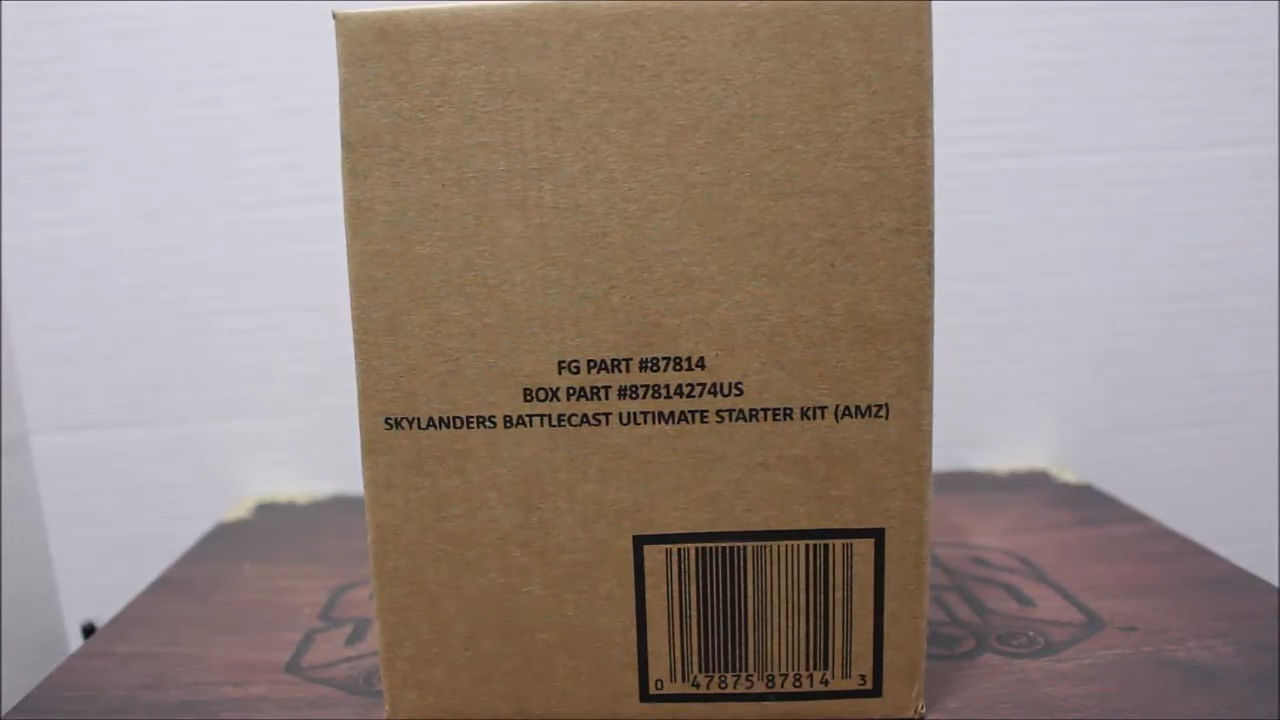 FG PART #87814
BOX PART #87814274US
SKYLANDERS BATTLECAST ULTIMATE STARTER KIT (AMZ)
0 47875 87814 3